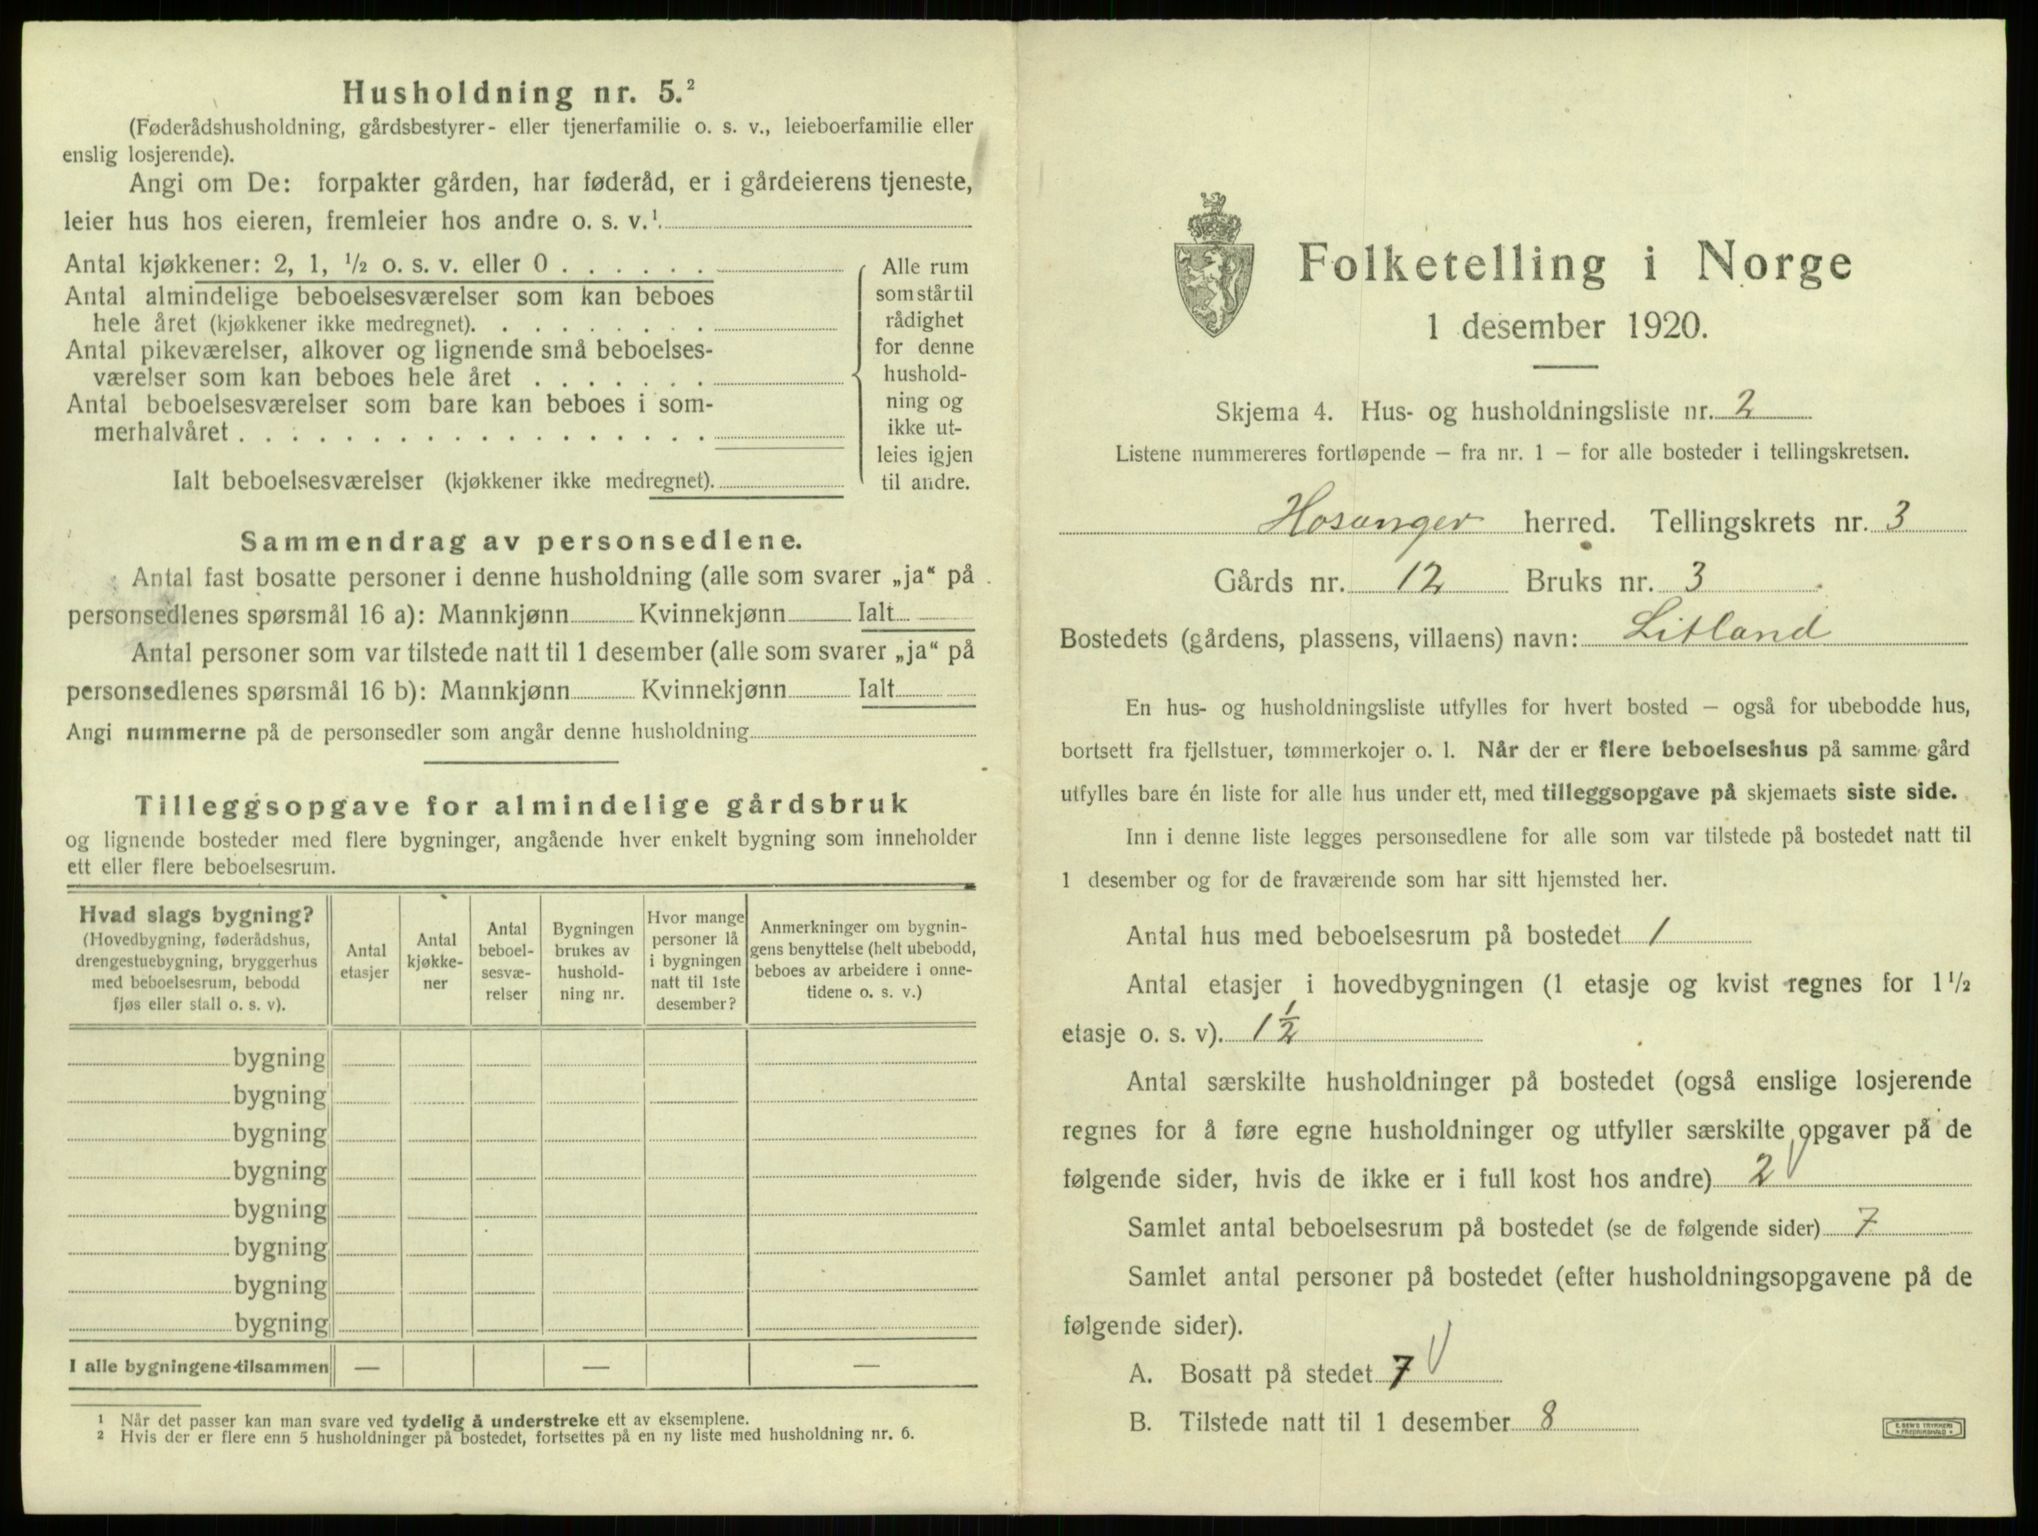 Husholdning nr. 5.²
(Føderådshusholdning, gårdsbestyrer- eller tjenerfamilie o. s. v., leieboerfamilie eller
enslig losjerende).
Angi om De: forpakter gården, har føderåd, er i gårdeierens tjeneste,
leier hus hos eieren, fremleier hos andre o. s. v.¹
Antal kjøkkener: 2, 1, ½ o. s. v. eller 0 . . . . . .
Antal almindelige beboelsesværelser som kan beboes
hele året (kjøkkener ikke medregnet). . . . . . . . .
Antal pikeværelser, alkover og lignende små beboelses-
værelser som kan beboes hele året . . . . . . .
Antal beboelsesværelser som bare kan beboes i som-
merhalvåret . . . . . . . . . . . . . . . . . .
Ialt beboelsesværelser (kjøkkener ikke medregnet).
Alle rum
som står til
rådighet
for denne
hushold-
ning og
ikke ut-
leies igjen
til andre.
Sammendrag av personsedlene.
Antal fast bosatte personer i denne husholdning (alle som svarer „ja“ på
personsedlenes spørsmål 16 a): Mannkjønn Kvinnekjønn Ialt
Antal personer som var tilstede natt til 1 desember (alle som svarer „ja“ på
personsedlenes spørsmål 16 b): Mannkjønn Kvinnekjønn Ialt
Angi nummerne på de personsedler som angår denne husholdning
Tilleggsopgave for almindelige gårdsbruk
og lignende bosteder med flere bygninger, angående hver enkelt bygning som inneholder
ett eller flere beboelsesrum.
Hvad slags bygning?
(Hovedbygning, føderådshus,
drengestuebygning, bryggerhus
med beboelsesrum, bebodd
fjøs eller stall o. s. v).
Antal
etasjer
Antal
kjøkke-
ner
Antal
beboel-
sesvæ-
relser
Bygningen
brukes av
hushold-
ning nr.
Hvor mange
personer lå
i bygningen
natt til 1ste
desember?
Anmerkninger om bygnin-
gens benyttelse (helt ubebodd,
beboes av arbeidere i onne-
tidene o. s. v.)
bygning
bygning
bygning
bygning
bygning
bygning
bygning
bygning
I alle bygningene tilsammen — — —
¹ Når det passer kan man svare ved tydelig å understreke ett av eksemplene.
² Hvis der er flere enn 5 husholdninger på bostedet, fortsettes på en ny liste med husholdning nr. 6.
Folketelling i Norge
1 desember 1920.
Skjema 4. Hus- og husholdningsliste nr. 2
Listene nummereres fortløpende – fra nr. 1 – for alle bosteder i tellingskretsen.
Hosanger herred. Tellingskrets nr. 3
Gårds nr. 12 Bruks nr. 3
Bostedets (gårdens, plassens, villaens) navn: Litland
En hus- og husholdningsliste utfylles for hvert bosted – også for ubebodde hus,
bortsett fra fjellstuer, tømmerkojer o. l. Når der er flere beboelseshus på samme gård
utfylles bare én liste for alle hus under ett, med tilleggsopgave på skjemaets siste side.
Inn i denne liste legges personsedlene for alle som var tilstede på bostedet natt til
1 desember og for de fraværende som har sitt hjemsted her.
Antal hus med beboelsesrum på bostedet 1
Antal etasjer i hovedbygningen (1 etasje og kvist regnes for 1½
etasje o. s. v). 1½
Antal særskilte husholdninger på bostedet (også enslige losjerende
regnes for å føre egne husholdninger og utfyller særskilte opgaver på de
følgende sider, hvis de ikke er i full kost hos andre) 2
Samlet antal beboelsesrum på bostedet (se de følgende sider) 7
Samlet antal personer på bostedet (efter husholdningsopgavene på de
følgende sider).
A. Bosatt på stedet 7
B. Tilstede natt til 1 desember 8